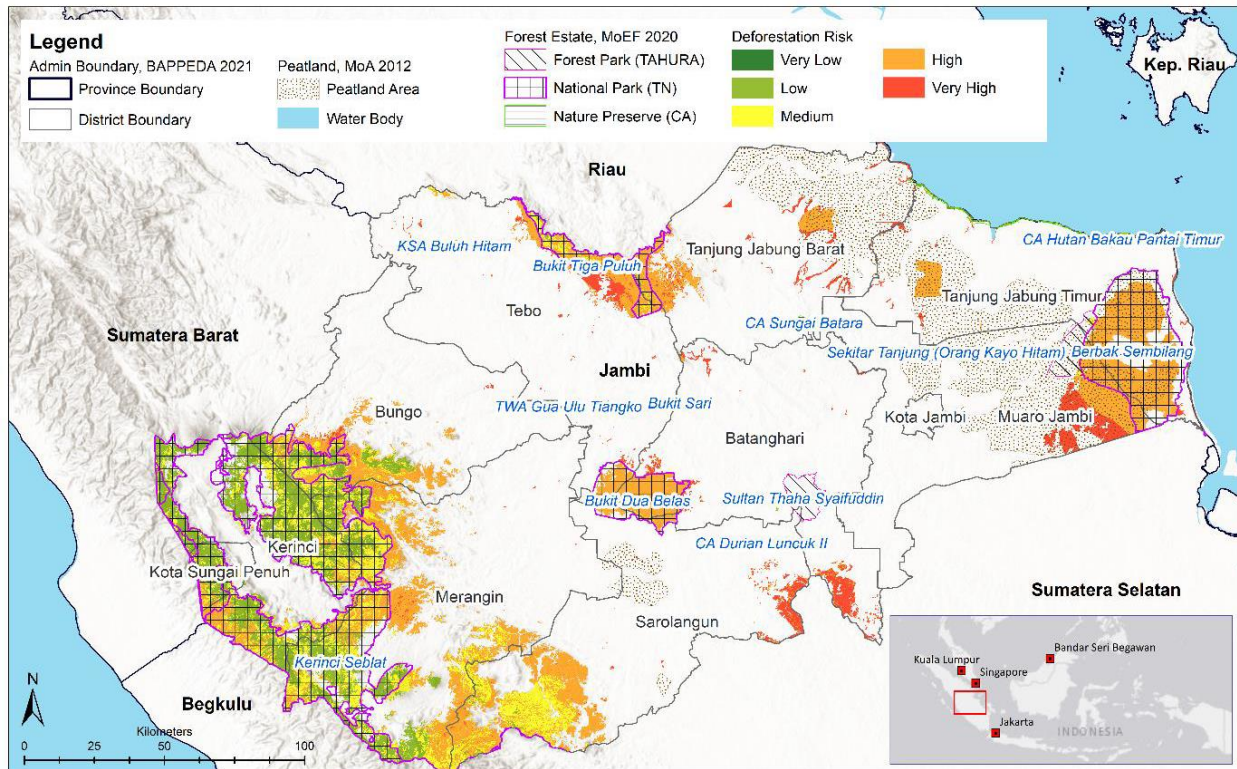 Legend
Admin Boundary, BAPPEDA 2021
Province Boundary
District Boundary
Peatland, MoA 2012
Peatland Area
Water Body
Forest Estate, MoEF 2020
Forest Park (TAHURA)
National Park (TN)
Nature Preserve (CA)
Deforestation Risk
Very Low
Low
Medium
High
Very High
Kep. Riau
Riau
KSA Buluh Hitam
Tanjung Jabung Barat
CA Hutan Bakau Pantai Timur
Bukit Tiga Puluh
Tebo
Tanjung Jabung Timur
Sumatera Barat
CA Sungai Batara
Sekitar Tanjung (Orang Kayo Hitam)
Berbak Sembilang
Jambi
Bungo
TWA Gua Ulu Tiangko
Bukit Sari
Kota Jambi
Muaro Jambi
Batanghari
Bukit Dua Belas
Sultan Thaha Syaifuddin
Kerinci
CA Durian Luncuk II
Kota Sungai Penuh
Merangin
Sarolangun
Sumatera Selatan
Kerinci Seblat
Begkulu
N
Kilometers
0 25 50 100
Bandar Seri Begawan
Kuala Lumpur
Singapore
Jakarta
INDONESIA